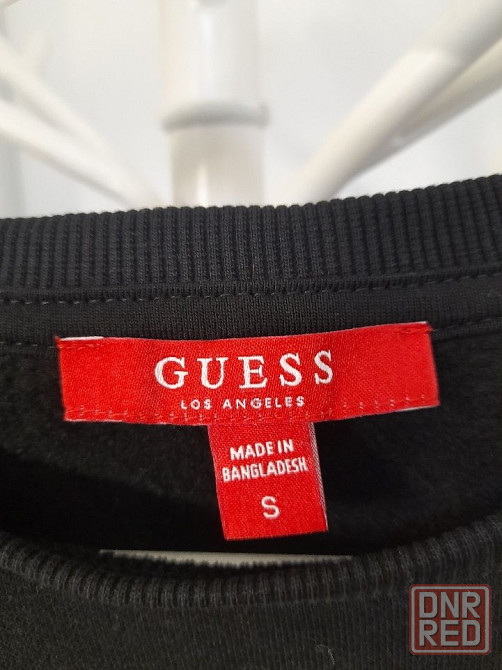 GUESS
LOS ANGELES
MADE IN
BANGLADESH
S
DNR
RED